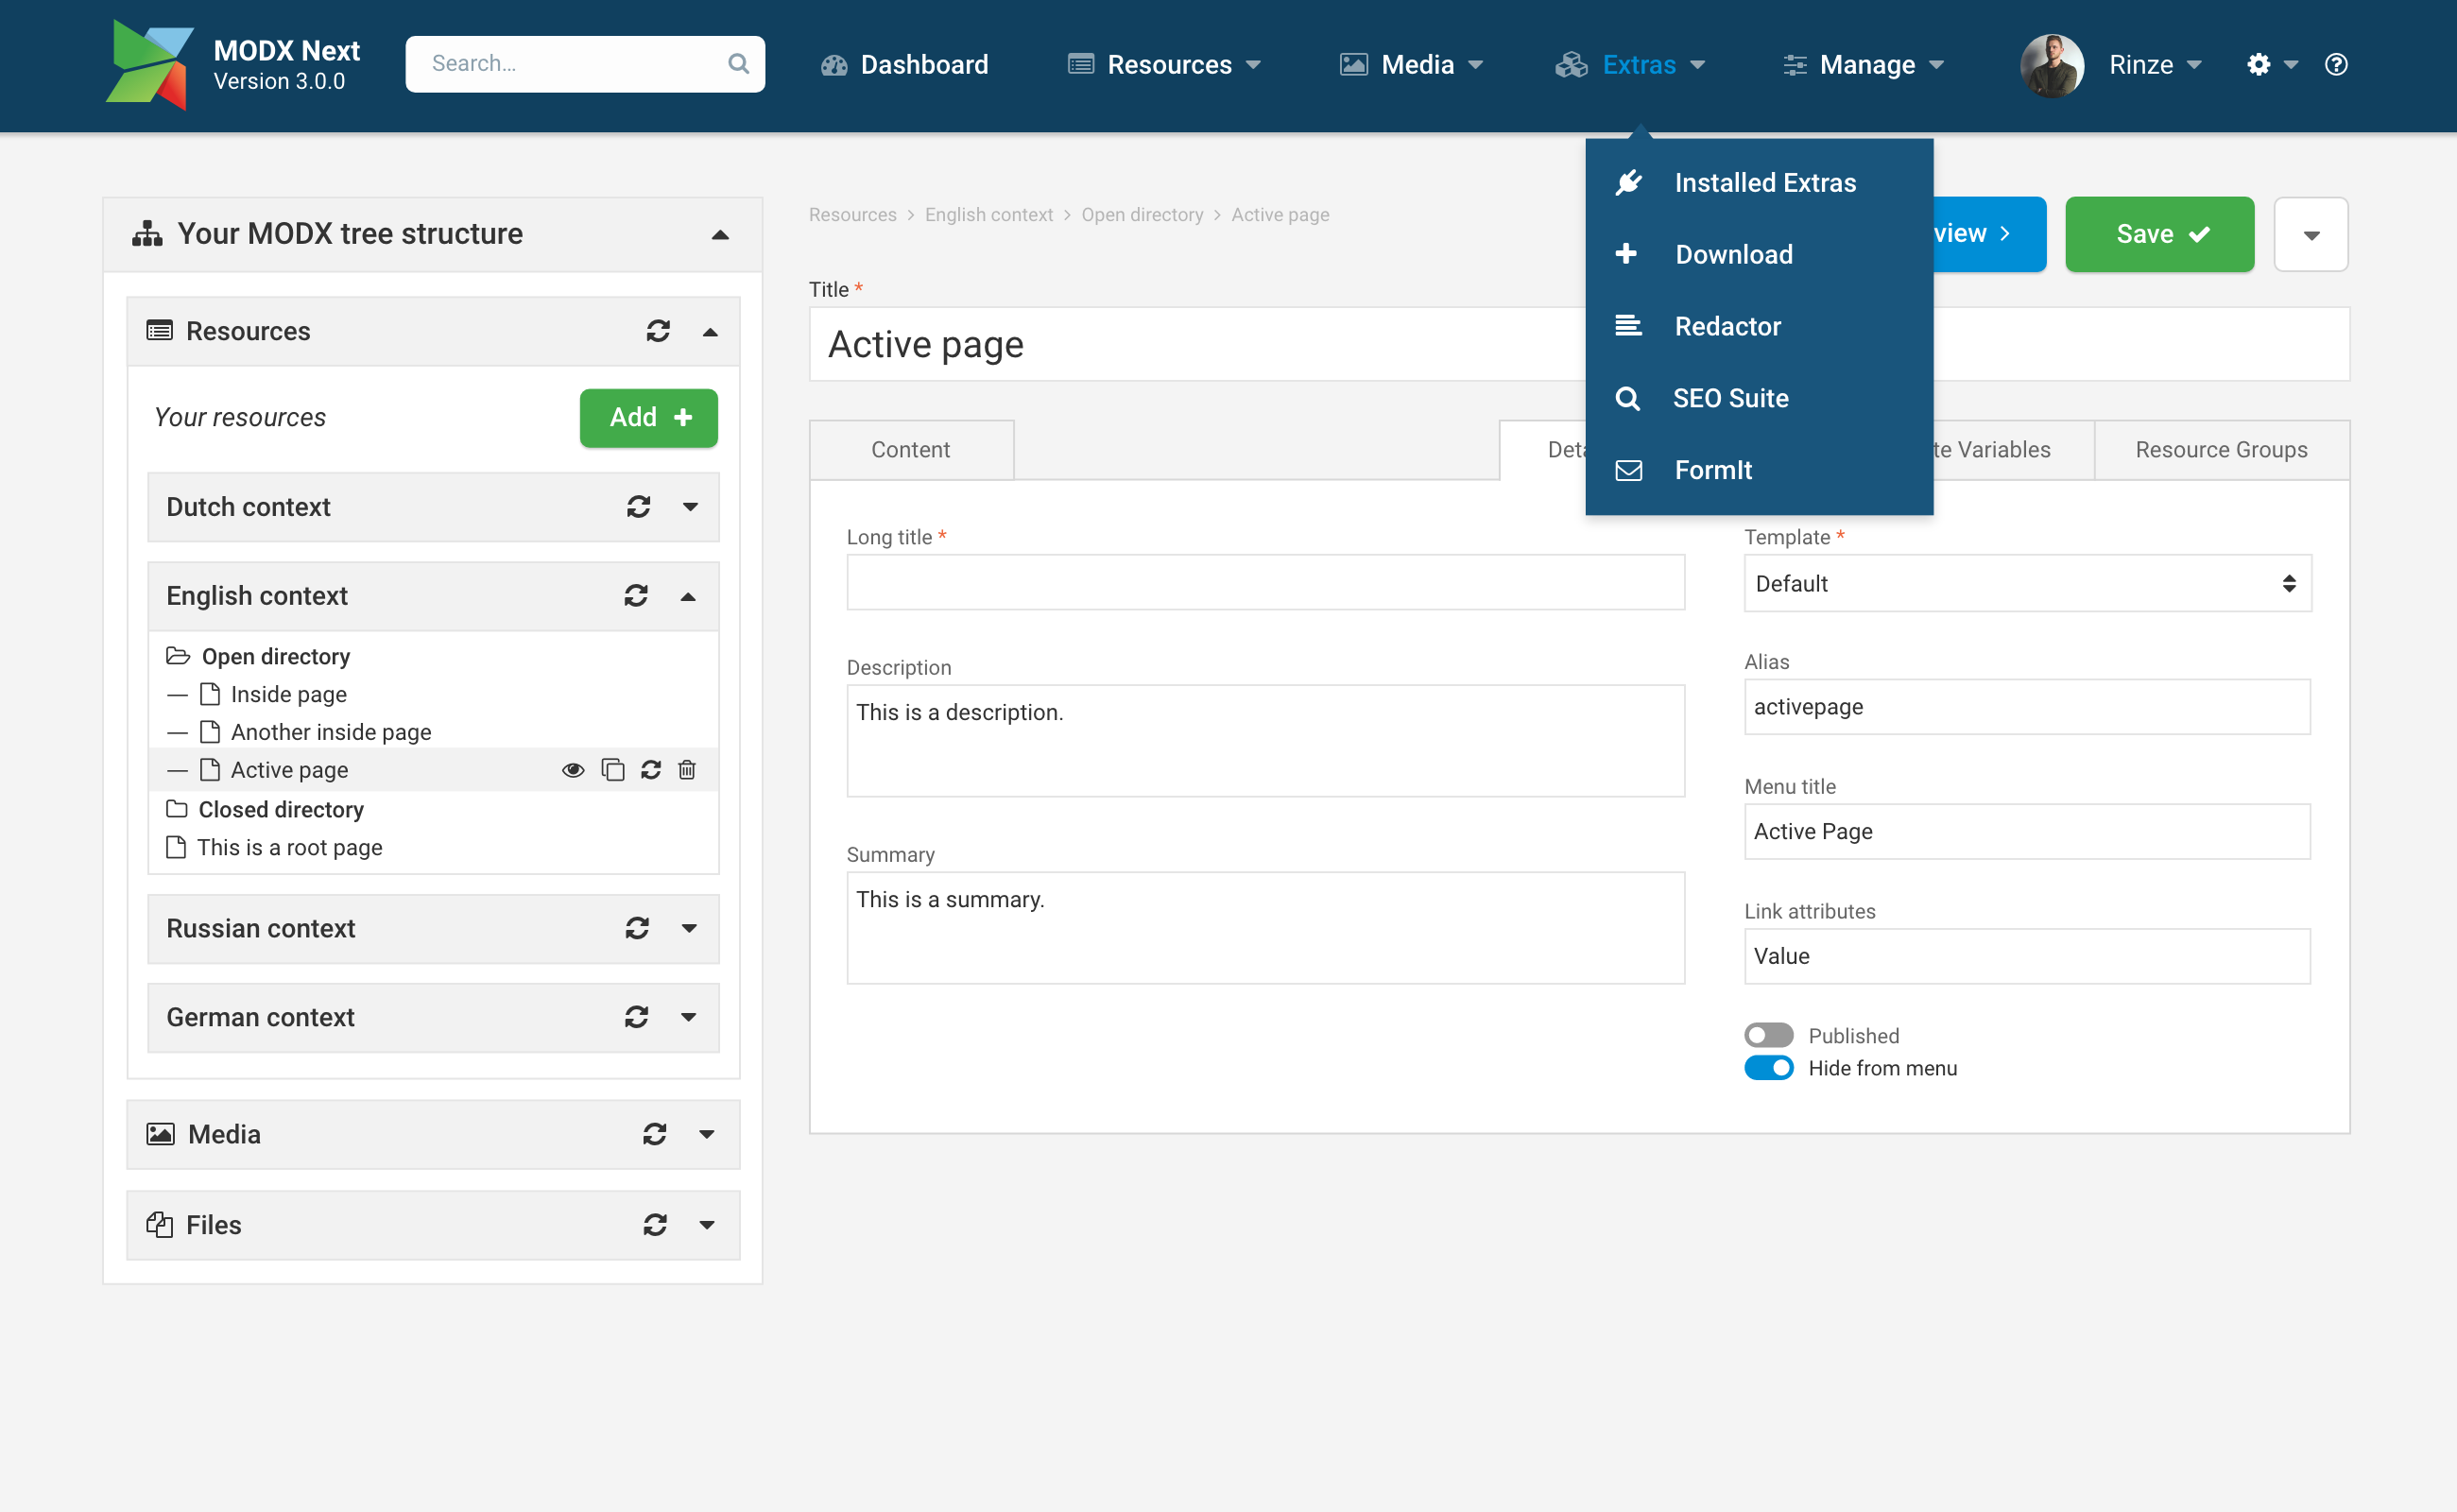 MODX Next
Version 3.0.0
Search...
Dashboard
Resources
Media
Extras
Manage
Rinze
Installed Extras
Download
Redactor
SEO Suite
FormIt
Your MODX tree structure
Resources
Your resources
Add
Dutch context
English context
Open directory
Inside page
Another inside page
Active page
Closed directory
This is a root page
Russian context
German context
Media
Files
Resources > English context > Open directory > Active page
view >
Save
Title *
Active page
Content
Deta
te Variables
Resource Groups
Long title *
Description
This is a description.
Summary
This is a summary.
Template *
Default
Alias
activepage
Menu title
Active Page
Link attributes
Value
Published
Hide from menu